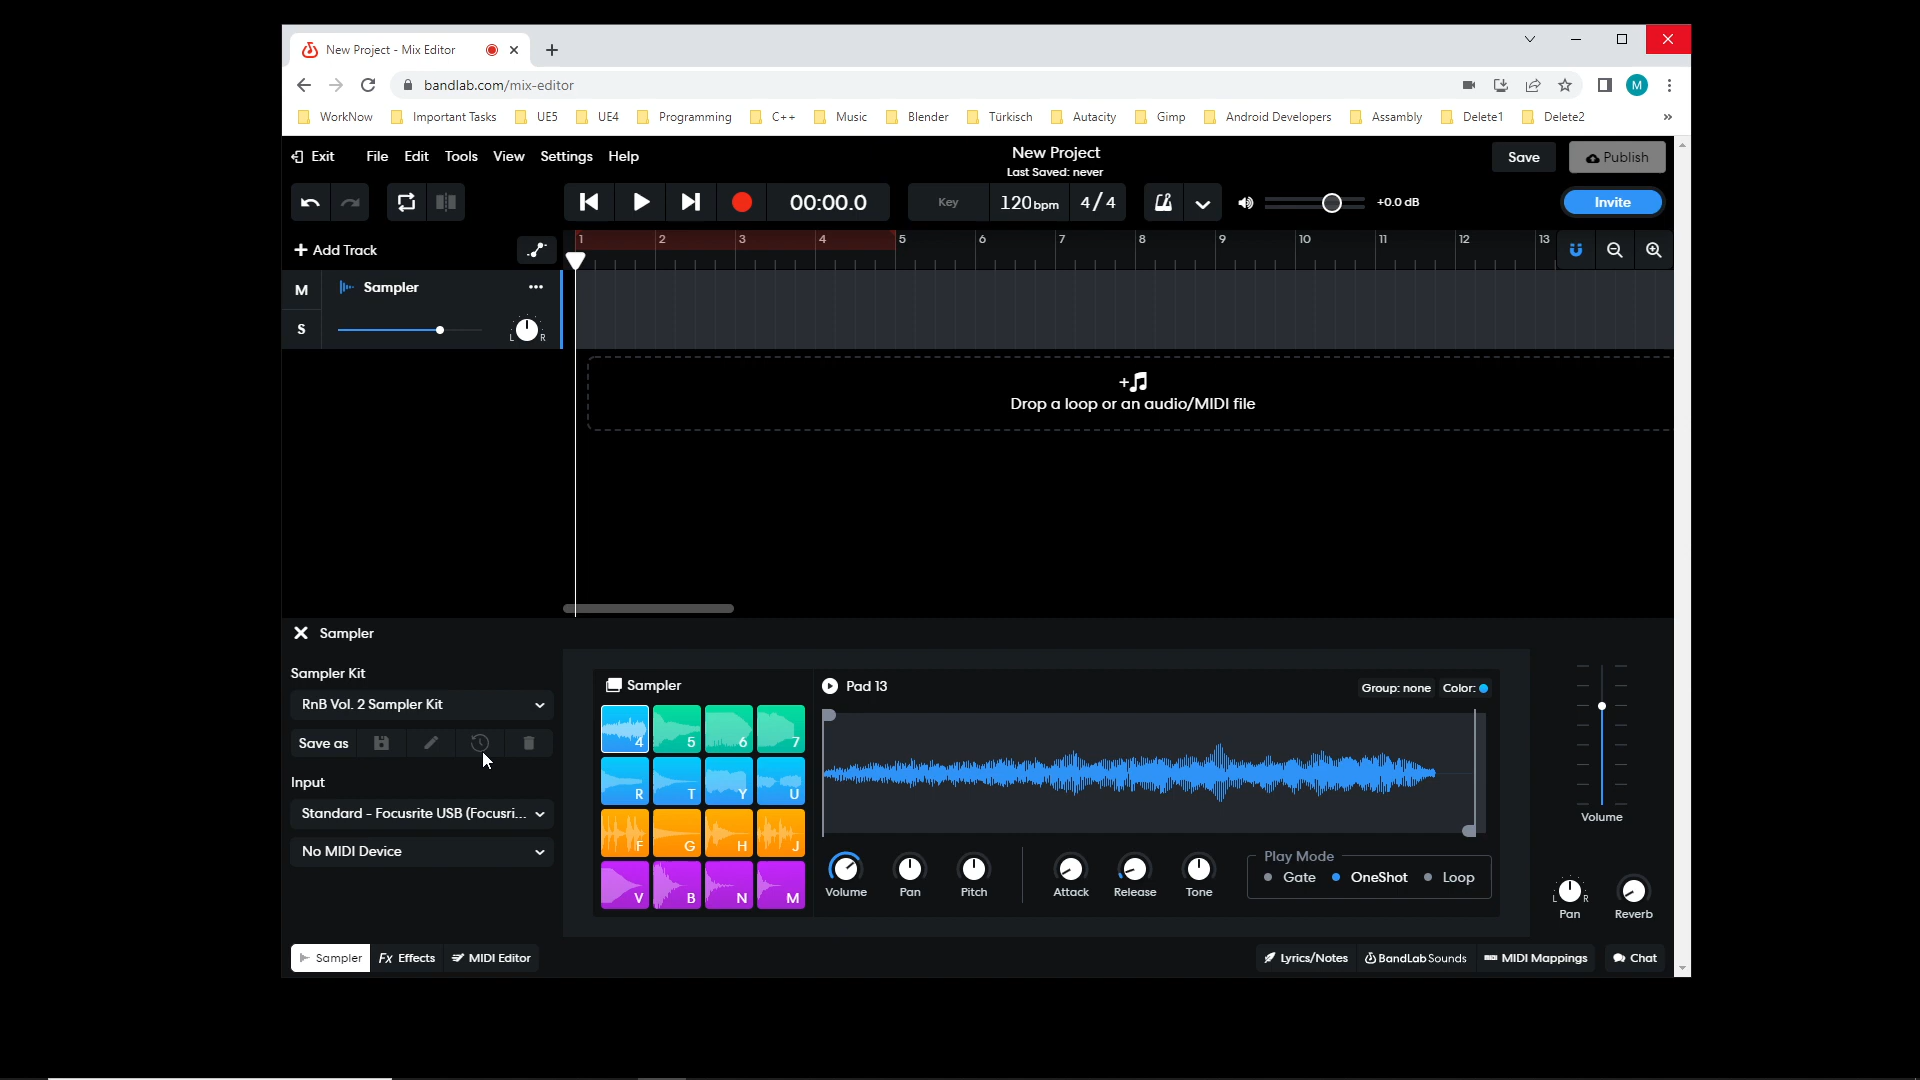 New Project - Mix Editor
bandlab.com/mix-editor
M
WorkNow Important Tasks UE5 UE4 Programming C++ Music Blender Türkisch Autacity Gimp Android Developers Assambly Delete1 Delete2 »
Exit File Edit Tools View Settings Help
New Project
Last Saved: never
Save Publish
00:00.0 Key 120bpm 4/4 +0.0 dB Invite
+ Add Track
1 2 3 4 5 6 7 8 9 10 11 12 13
M Sampler
S L R
Drop a loop or an audio/MIDI file
Sampler
Sampler Kit
RnB Vol. 2 Sampler Kit
Save as
Input
Standard - Focusrite USB (Focusri...
No MIDI Device
Sampler
4 5 6 7
R T Y U
F G H J
V B N M
Pad 13 Group: none Color:
Volume Pan Pitch Attack Release Tone
Play Mode
Gate OneShot Loop
Volume
L R
Pan Reverb
Sampler Fx Effects MIDI Editor
Lyrics/Notes BandLab Sounds MIDI Mappings Chat